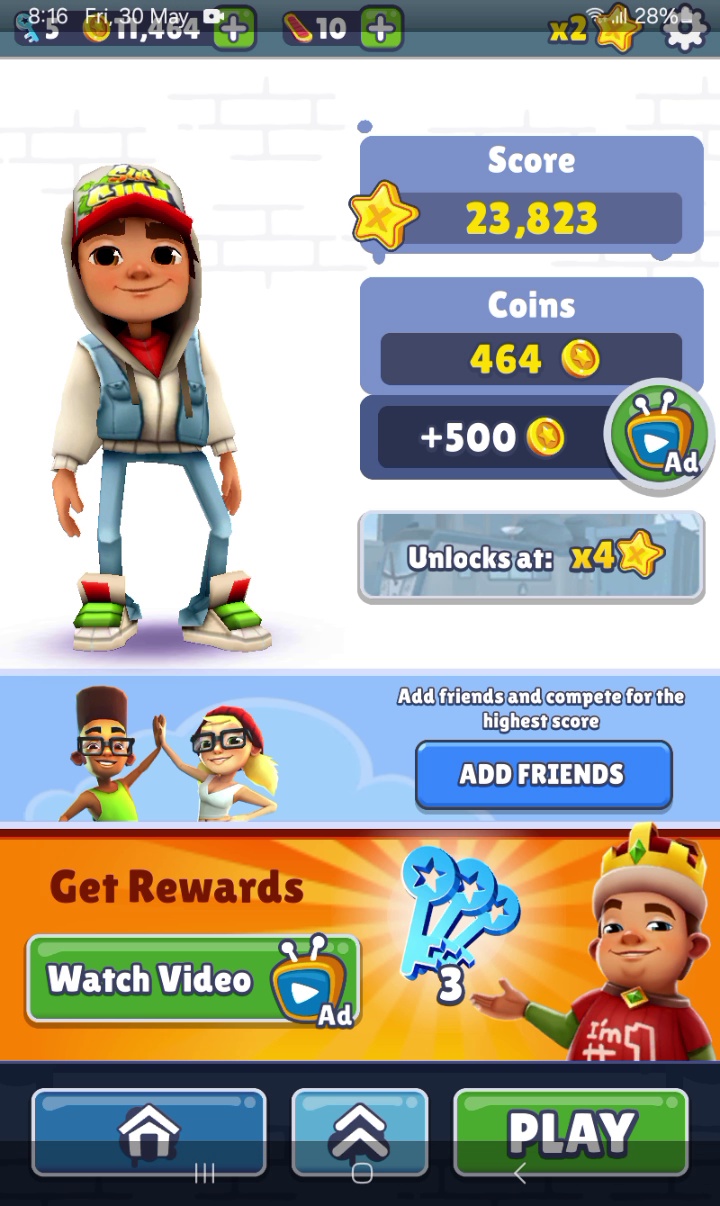 8:16 Fri, 30 May 28%
5 11,464 10 x2
Score
23,823
Coins
464
+500
Ad
Unlocks at: x4
Add friends and compete for the
highest score
ADD FRIENDS
Get Rewards
Watch Video
Ad
3
I'm
#1
PLAY